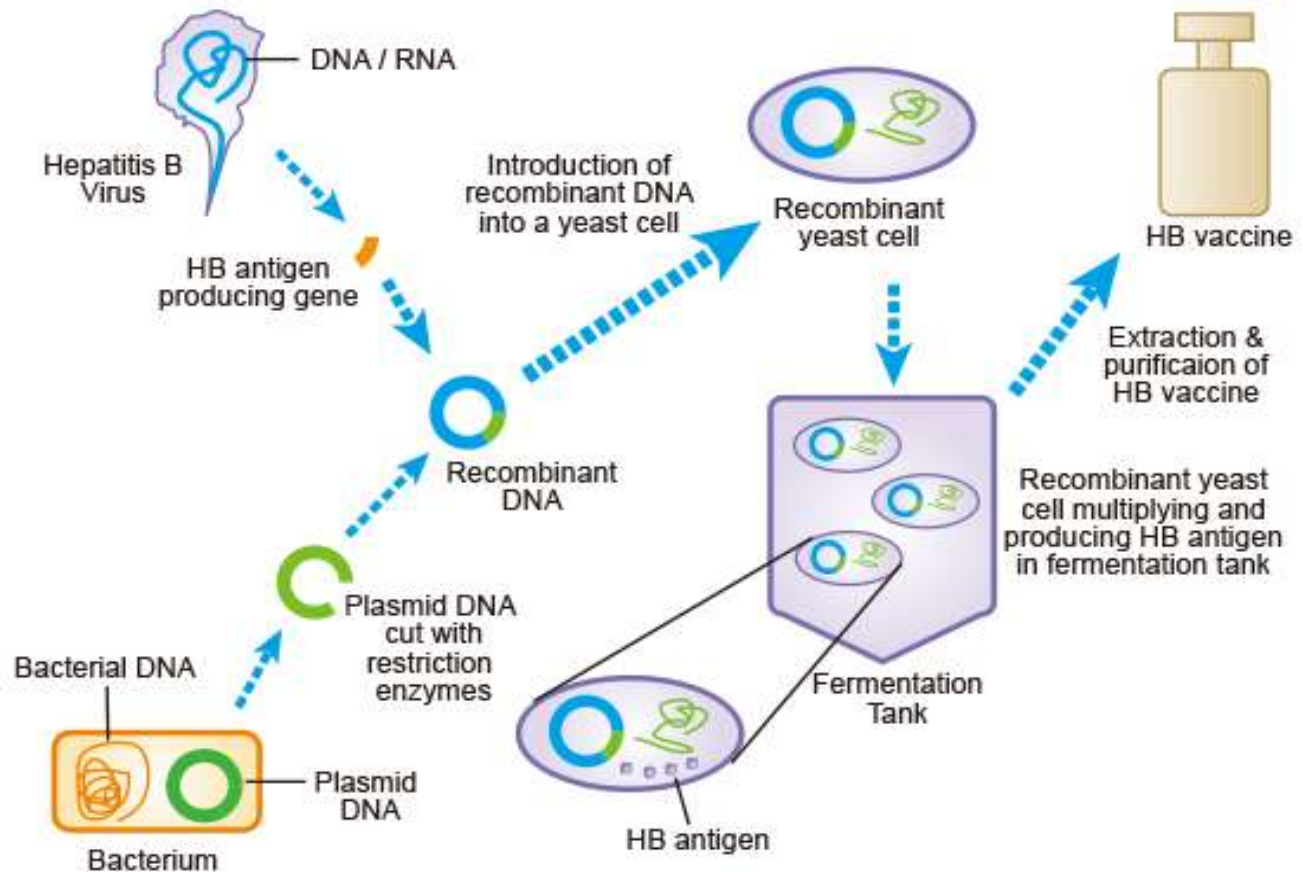 DNA / RNA
Hepatitis B
Virus
HB antigen
producing gene
Introduction of
recombinant DNA
into a yeast cell
Recombinant
yeast cell
HB vaccine
Extraction &
purificaion of
HB vaccine
Recombinant
DNA
Recombinant yeast
cell multiplying and
producing HB antigen
in fermentation tank
Plasmid DNA
cut with
restriction
enzymes
Bacterial DNA
Fermentation
Tank
Plasmid
DNA
HB antigen
Bacterium